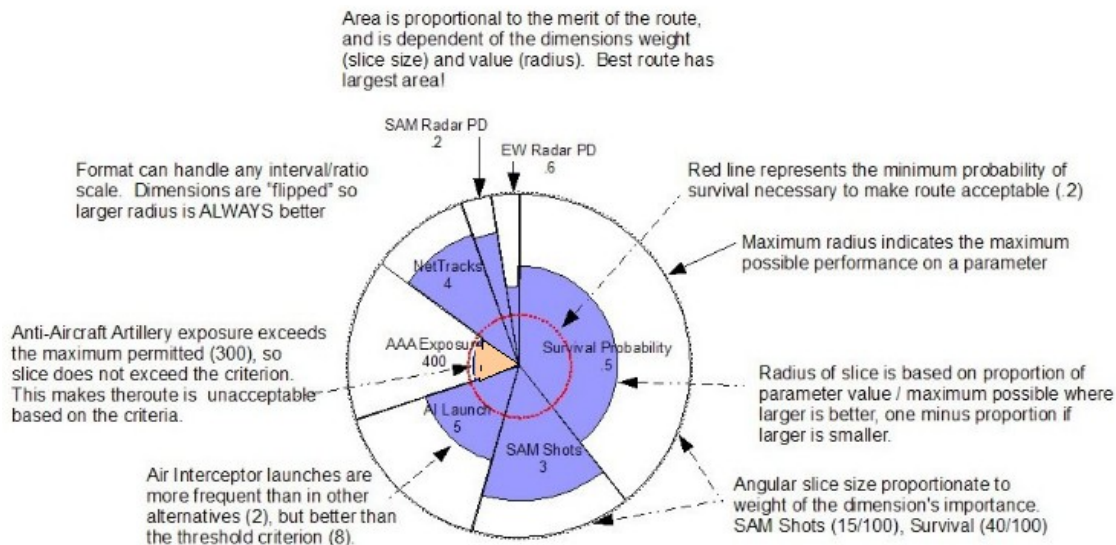 Area is proportional to the merit of the route,
and is dependent of the dimensions weight
(slice size) and value (radius).  Best route has
largest area!
SAM Radar PD
.2
EW Radar PD
.6
Format can handle any interval/ratio
scale.  Dimensions are "flipped" so
larger radius is ALWAYS better
Red line represents the minimum probability of
survival necessary to make route acceptable (.2)
Maximum radius indicates the maximum
possible performance on a parameter
NetTracks
4
Anti-Aircraft Artillery exposure exceeds
the maximum permitted (300), so
slice does not exceed the criterion.
This makes theroute is  unacceptable
based on the criteria.
AAA Exposure
400
Survival Probability
.5
Radius of slice is based on proportion of
parameter value / maximum possible where
larger is better, one minus proportion if
larger is smaller.
AI Launch
5
SAM Shots
3
Air Interceptor launches are
more frequent than in other
alternatives (2), but better than
the threshold criterion (8).
Angular slice size proportionate to
weight of the dimension's importance.
SAM Shots (15/100), Survival (40/100)